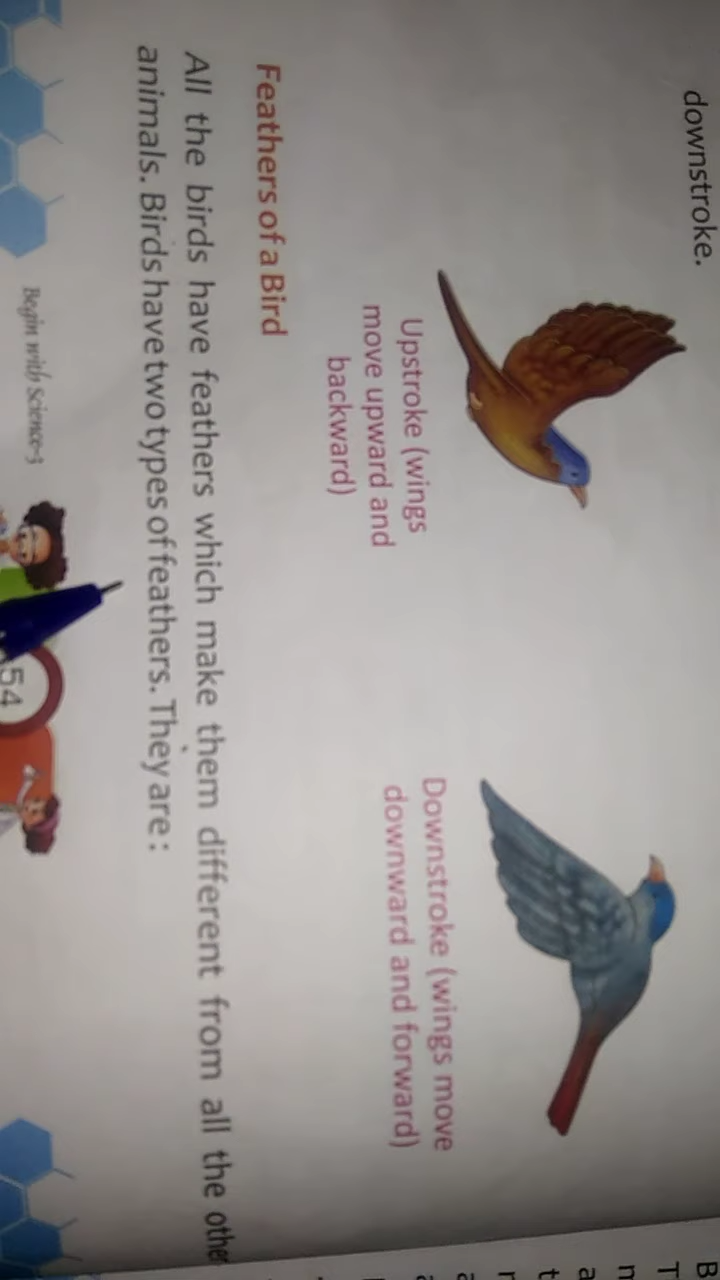 downstroke.
Upstroke (wings
move upward and
backward)
Downstroke (wings move
downward and forward)
Feathers of a Bird
All the birds have feathers which make them different from all the other
animals. Birds have two types of feathers. They are :
Begin with Science-3
54